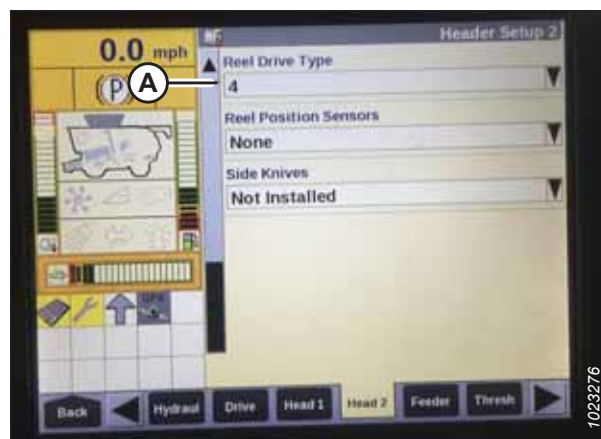 0.0 mph
Header Setup 2
(P)
A
Reel Drive Type
4
Reel Position Sensors
None
Side Knives
Not Installed
GPS
Back
Hydraul
Drive
Head 1
Head 2
Feeder
Thresh
1023276